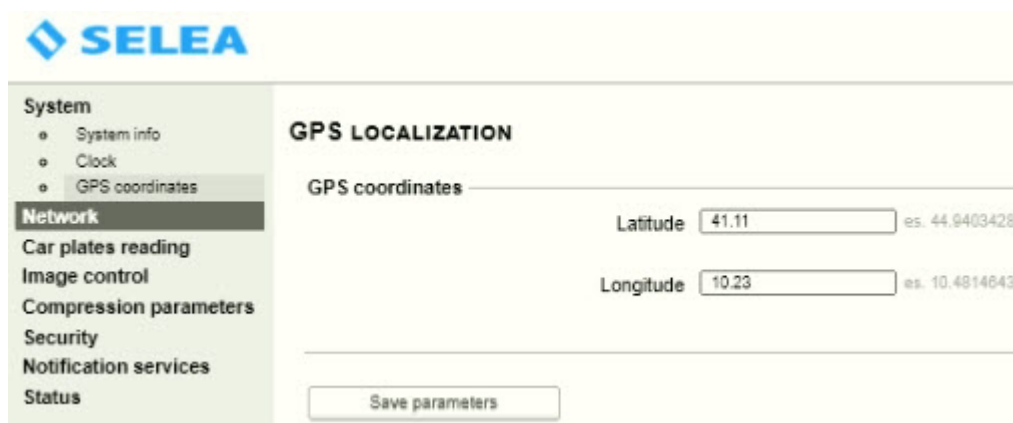 SELEA
System
System info
Clock
GPS coordinates
Network
Car plates reading
Image control
Compression parameters
Security
Notification services
Status
GPS LOCALIZATION
GPS coordinates
Latitude 41.11 es. 44.9403428
Longitude 10.23 es. 10.4814643
Save parameters